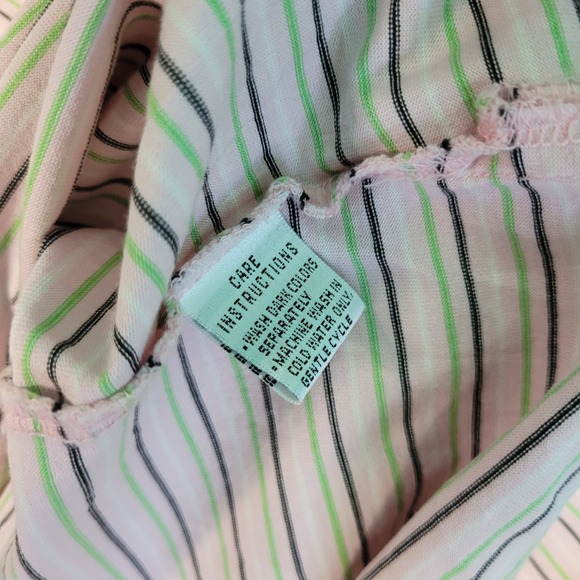 CARE
INSTRUCTIONS
WASH DARK COLORS
SEPARATELY
- MACHINE WASH IN
COLD WATER ONLY,
GENTLE CYCLE